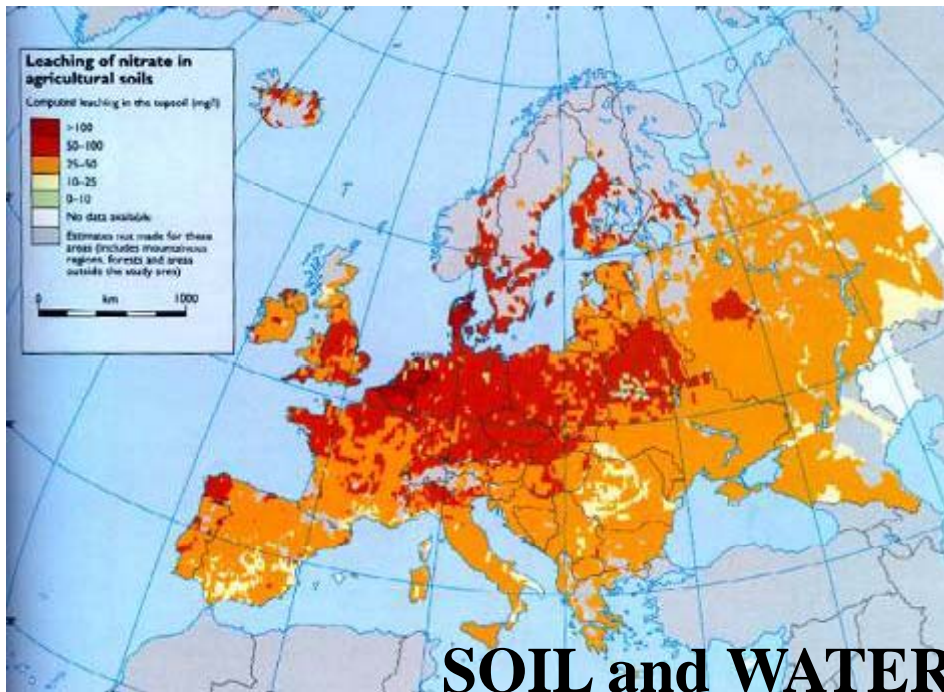 Leaching of nitrate in
agricultural soils
Computed leaching in the topsoil (mg/l)
>100
50–100
25–50
10–25
0–10
No data available
Estimates not made for these
areas (includes mountainous
regions, forests and areas
outside the study area)
0 km 1000
SOIL and WATER